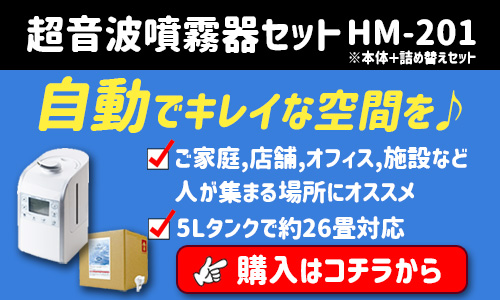 超音波噴霧器セット HM-201
※本体+詰め替えセット
自動でキレイな空間を♪
ご家庭,店舗,オフィス,施設など
人が集まる場所にオススメ
5Lタンクで約26畳対応
購入はコチラから